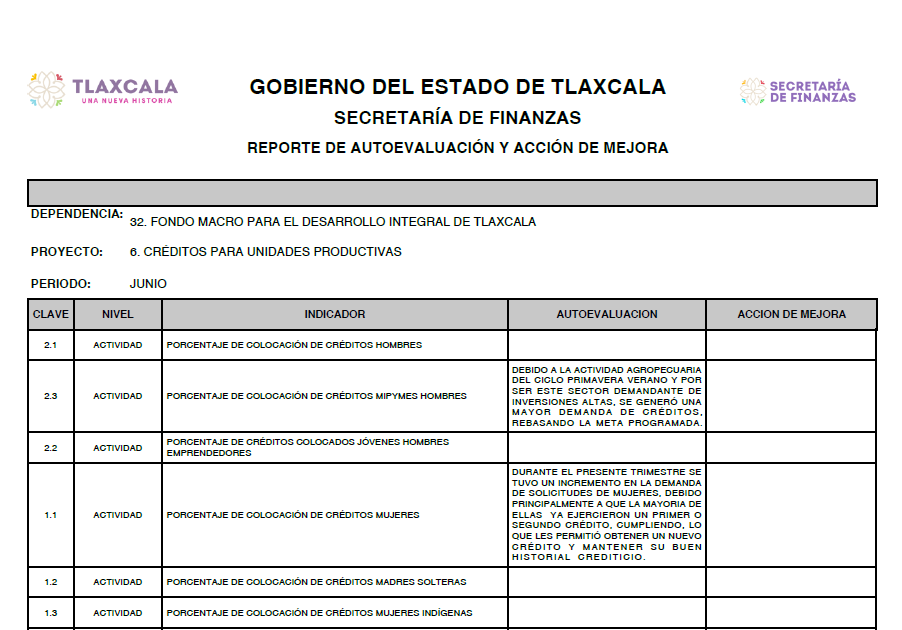 TLAXCALA
UNA NUEVA HISTORIA
GOBIERNO DEL ESTADO DE TLAXCALA
SECRETARÍA DE FINANZAS
REPORTE DE AUTOEVALUACIÓN Y ACCIÓN DE MEJORA
SECRETARÍA
DE FINANZAS
DEPENDENCIA: 32. FONDO MACRO PARA EL DESARROLLO INTEGRAL DE TLAXCALA
PROYECTO: 6. CRÉDITOS PARA UNIDADES PRODUCTIVAS
PERIODO: JUNIO
CLAVE NIVEL INDICADOR AUTOEVALUACION ACCION DE MEJORA
2.1 ACTIVIDAD PORCENTAJE DE COLOCACIÓN DE CRÉDITOS HOMBRES
2.3 ACTIVIDAD PORCENTAJE DE COLOCACIÓN DE CRÉDITOS MIPYMES HOMBRES
DEBIDO A LA ACTIVIDAD AGROPECUARIA
DEL CICLO PRIMAVERA VERANO Y POR
SER ESTE SECTOR DEMANDANTE DE
INVERSIONES ALTAS, SE GENERÓ UNA
MAYOR DEMANDA DE CRÉDITOS,
REBASANDO LA META PROGRAMADA.
2.2 ACTIVIDAD PORCENTAJE DE CRÉDITOS COLOCADOS JÓVENES HOMBRES
EMPRENDEDORES
1.1 ACTIVIDAD PORCENTAJE DE COLOCACIÓN DE CRÉDITOS MUJERES
DURANTE EL PRESENTE TRIMESTRE SE
TUVO UN INCREMENTO EN LA DEMANDA
DE SOLICITUDES DE MUJERES, DEBIDO
PRINCIPALMENTE A QUE LA MAYORIA DE
ELLAS YA EJERCIERON UN PRIMER O
SEGUNDO CRÉDITO, CUMPLIENDO, LO
QUE LES PERMITIÓ OBTENER UN NUEVO
CRÉDITO Y MANTENER SU BUEN
HISTORIAL CREDITICIO.
1.2 ACTIVIDAD PORCENTAJE DE COLOCACIÓN DE CRÉDITOS MADRES SOLTERAS
1.3 ACTIVIDAD PORCENTAJE DE COLOCACIÓN DE CRÉDITOS MUJERES INDÍGENAS